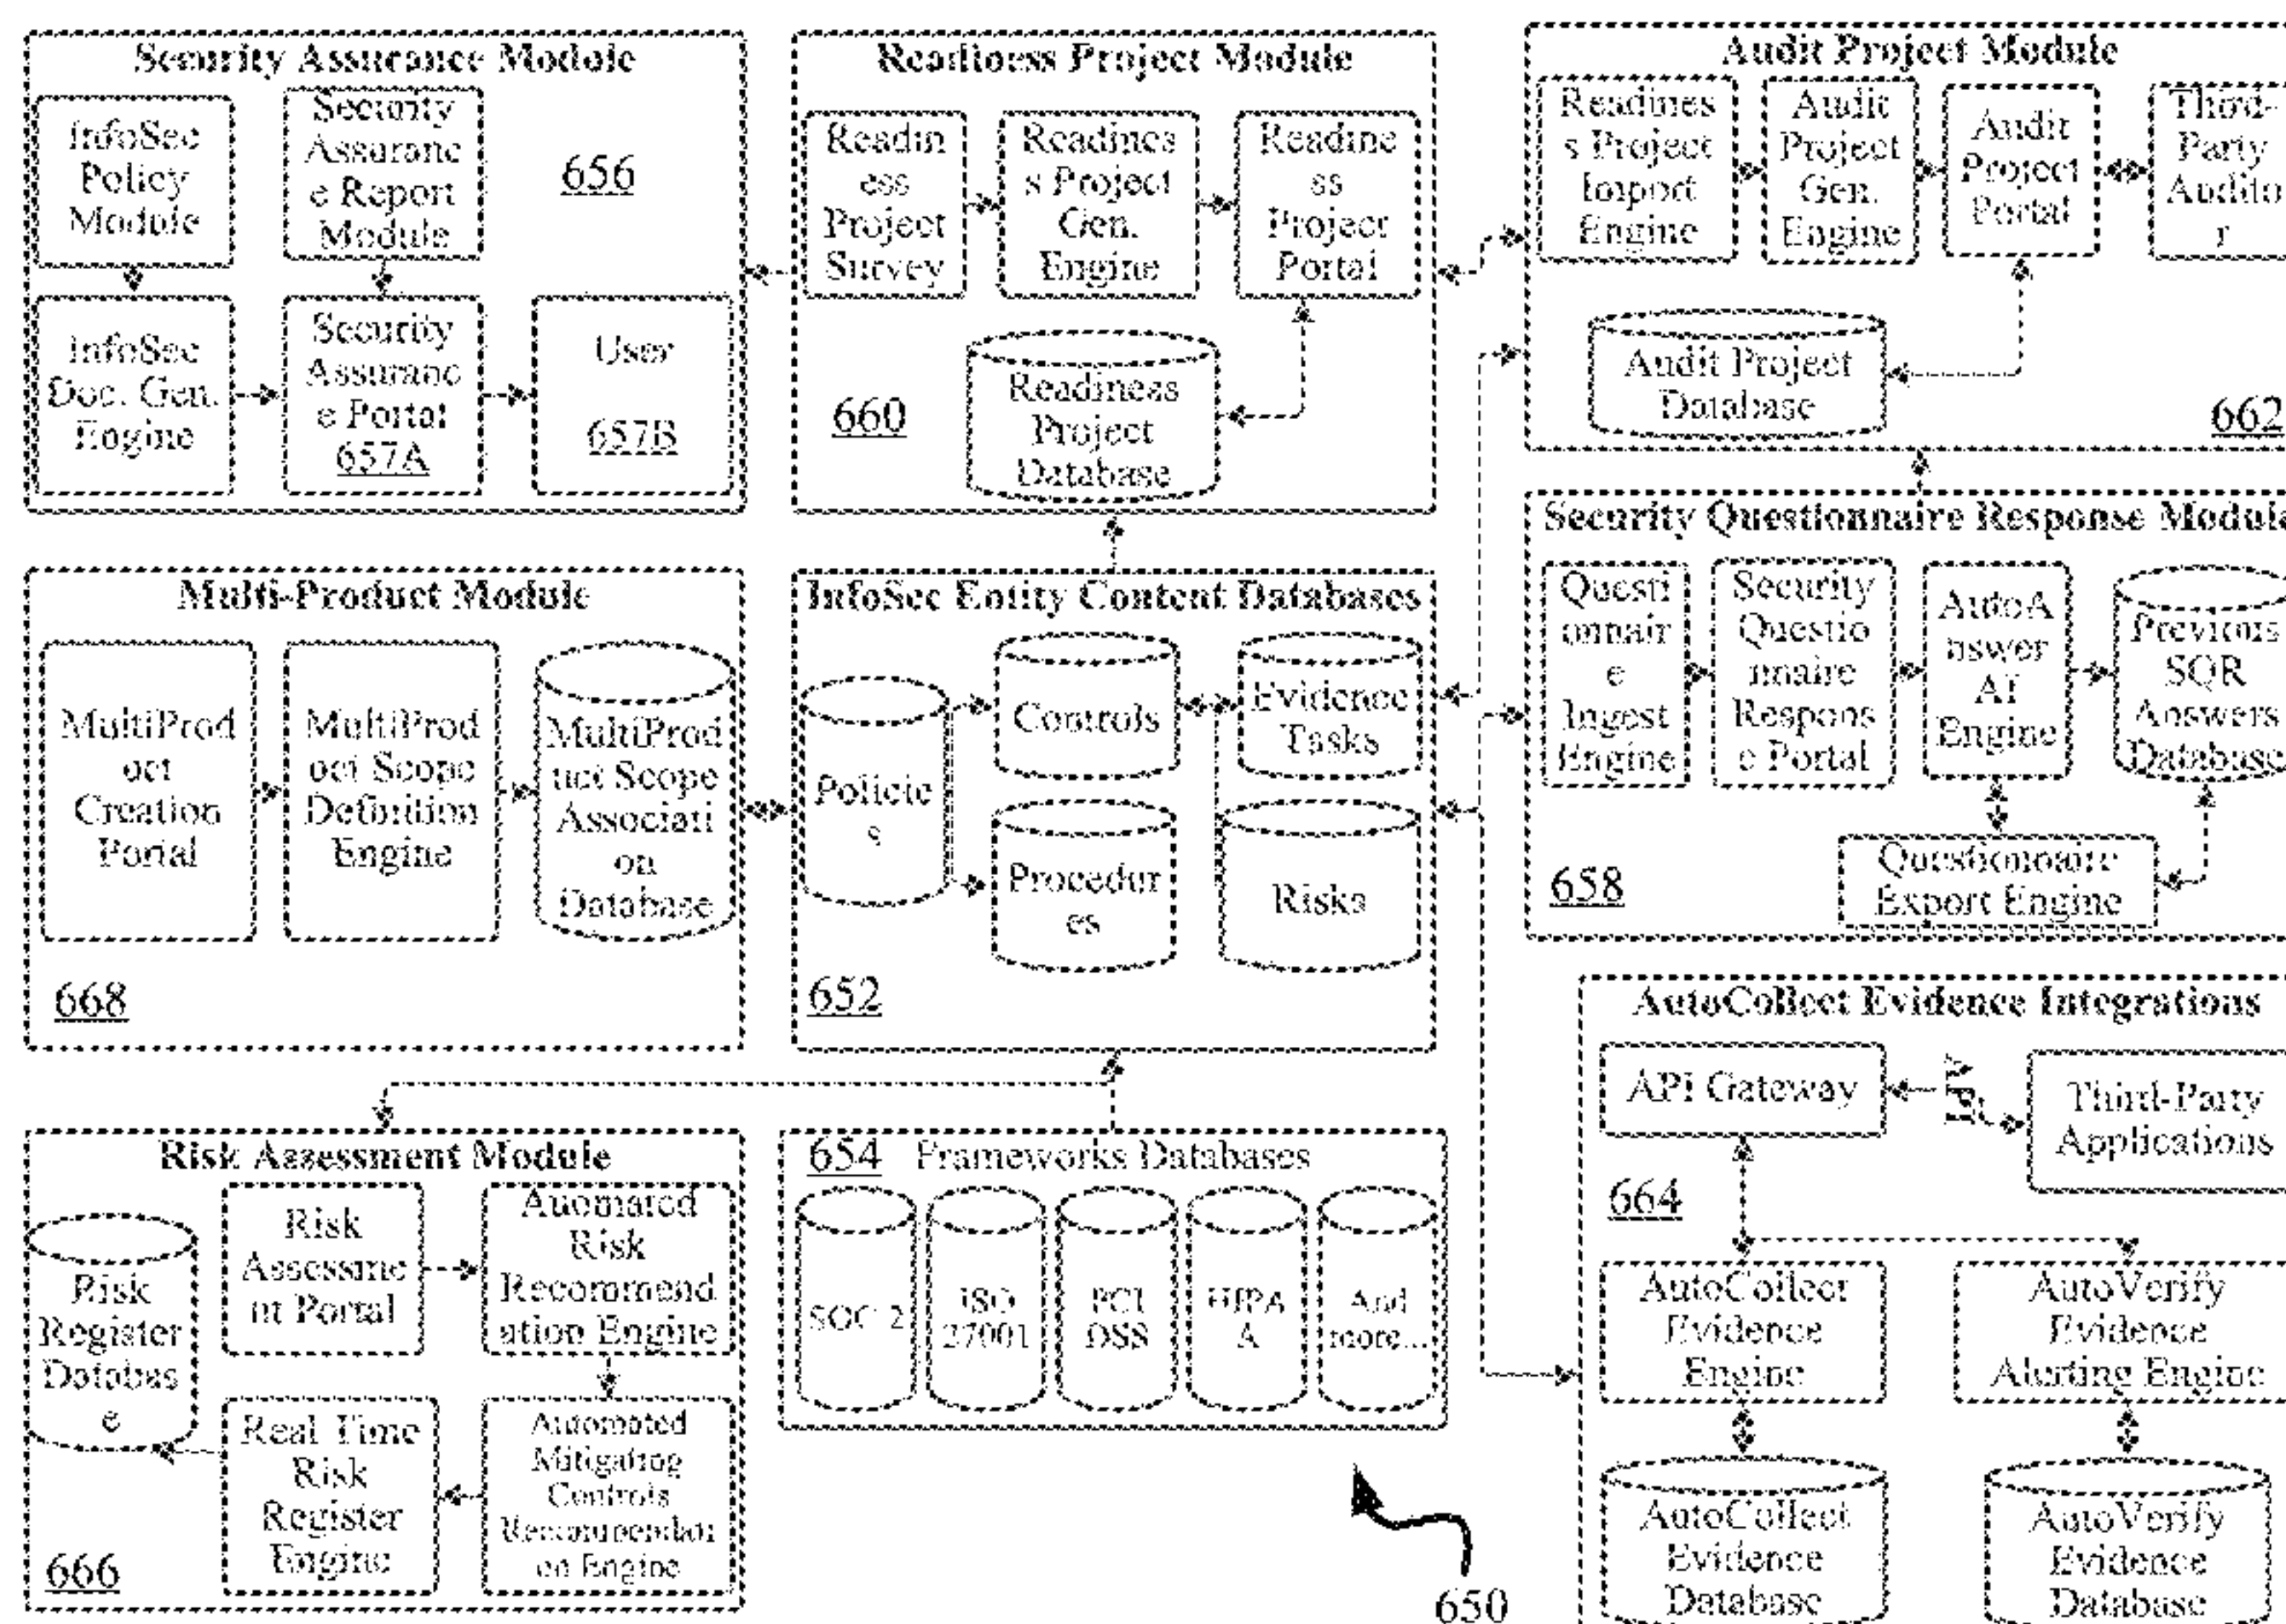 Security Assurance Module
InfoSec
Policy
Module
Security
Assuranc
e Report
Module
656
InfoSec
Doc. Gen.
Engine
Security
Assuranc
e Portal
657A
User
657B
Readiness Project Module
Readin
ess
Project
Survey
Readines
s Project
Gen.
Engine
Readine
ss
Project
Portal
660
Readiness
Project
Database
Audit Project Module
Readines
s Project
Import
Engine
Audit
Project
Gen.
Engine
Audit
Project
Portal
Third-
Party
Audito
r
Audit Project
Database
662
Multi-Product Module
MultiProd
uct
Creation
Portal
MultiProd
uct Scope
Definition
Engine
MultiProd
uct Scope
Associati
on
Database
668
InfoSec Entity Content Databases
Policie
s
Controls
Evidence
Tasks
Procedur
es
Risks
652
Security Questionnaire Response Module
Questi
onnair
e
Ingest
Engine
Security
Questio
nnaire
Respons
e Portal
AutoA
nswer
AI
Engine
Previous
SQR
Answers
Database
658
Questionnaire
Export Engine
Risk Assessment Module
Risk
Register
Databas
e
Risk
Assessme
nt Portal
Automated
Risk
Recommend
ation Engine
Real Time
Risk
Register
Engine
Automated
Mitigating
Controls
Recommendati
on Engine
666
654 Frameworks Databases
SOC 2
ISO
27001
PCI
DSS
HIPA
A
And
more...
650
AutoCollect Evidence Integrations
API Gateway
API
Third-Party
Applications
664
AutoCollect
Evidence
Engine
AutoVerify
Evidence
Alerting Engine
AutoCollect
Evidence
Database
AutoVerify
Evidence
Database